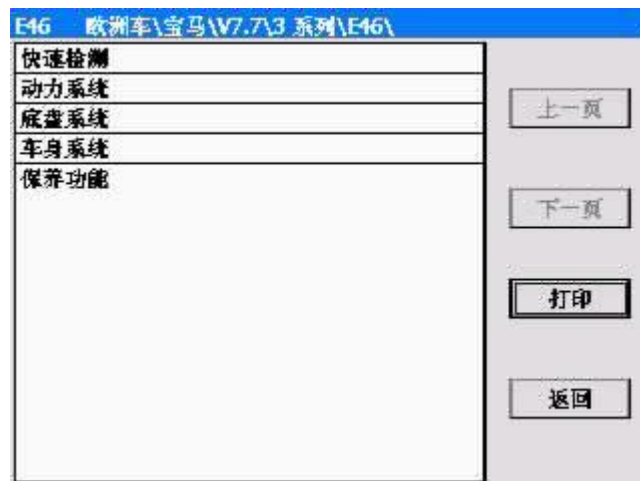 E46 欧洲车\宝马\V7.7\3 系列\E46\
快速检测
动力系统
底盘系统
车身系统
保养功能
上一页
下一页
打印
返回